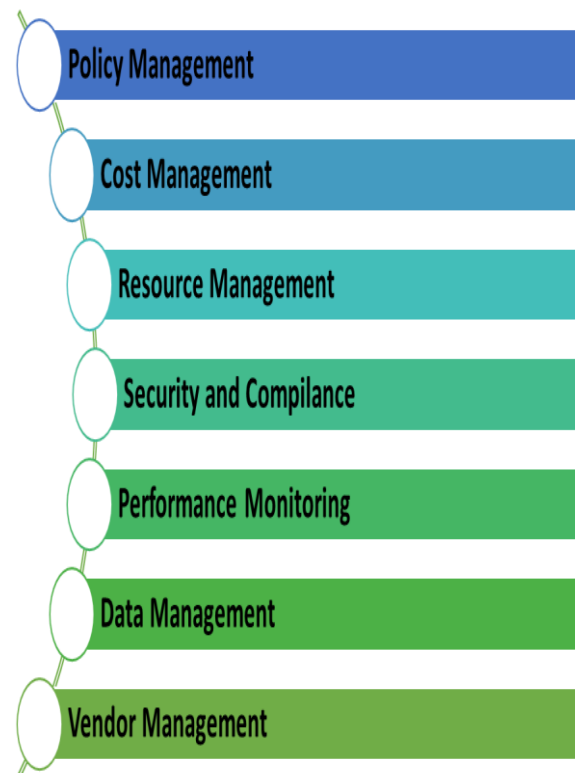 Policy Management
Cost Management
Resource Management
Security and Compilance
Performance Monitoring
Data Management
Vendor Management